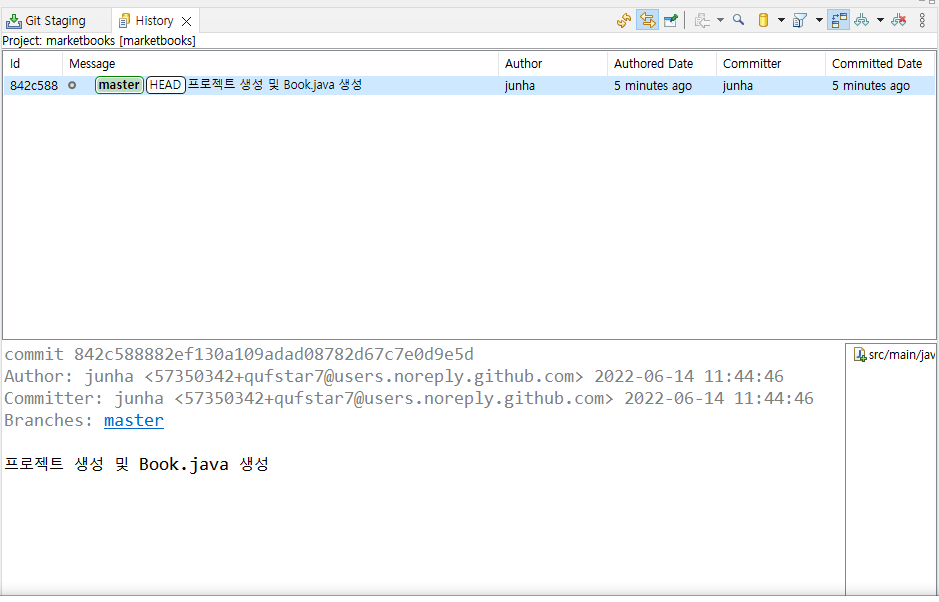 Git Staging History
Project: marketbooks [marketbooks]
Id Message Author Authored Date Committer Committed Date
842c588 master HEAD 프로젝트 생성 및 Book.java 생성 junha 5 minutes ago junha 5 minutes ago
commit 842c588882ef130a109adad08782d67c7e0d9e5d
Author: junha <57350342+qufstar7@users.noreply.github.com> 2022-06-14 11:44:46
Committer: junha <57350342+qufstar7@users.noreply.github.com> 2022-06-14 11:44:46
Branches: master
프로젝트 생성 및 Book.java 생성
src/main/jav